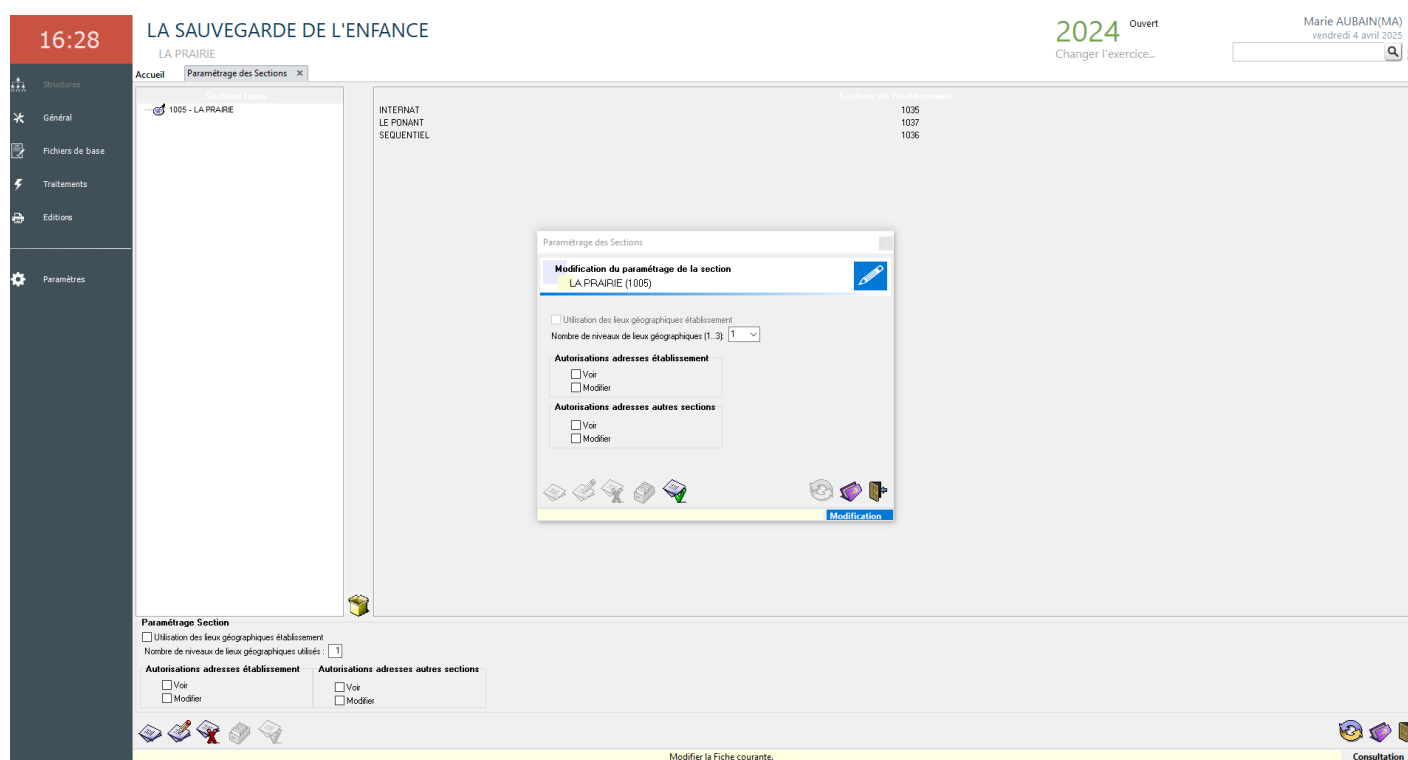 16:28
LA SAUVEGARDE DE L'ENFANCE
LA PRAIRIE
2024 Ouvert
Changer l'exercice...
Marie AUBAIN(MA)
vendredi 4 avril 2025
Accueil
Paramétrage des Sections ×
Structures
Général
Fichiers de base
Traitements
Editions
Paramètres
1005 - LA PRAIRIE
Sections de l'établissement
INTERNAT 1035
LE PONANT 1037
SEQUENTIEL 1036
Paramétrage des Sections
Modification du paramétrage de la section
LA PRAIRIE (1005)
Utilisation des lieux géographiques établissement
Nombre de niveaux de lieux géographiques (1..3): 1
Autorisations adresses établissement
Voir
Modifier
Autorisations adresses autres sections
Voir
Modifier
Modification
Paramétrage Section
Utilisation des lieux géographiques établissement
Nombre de niveaux de lieux géographiques utilisés : 1
Autorisations adresses établissement
Voir
Modifier
Autorisations adresses autres sections
Voir
Modifier
Modifier la Fiche courante.
Consultation